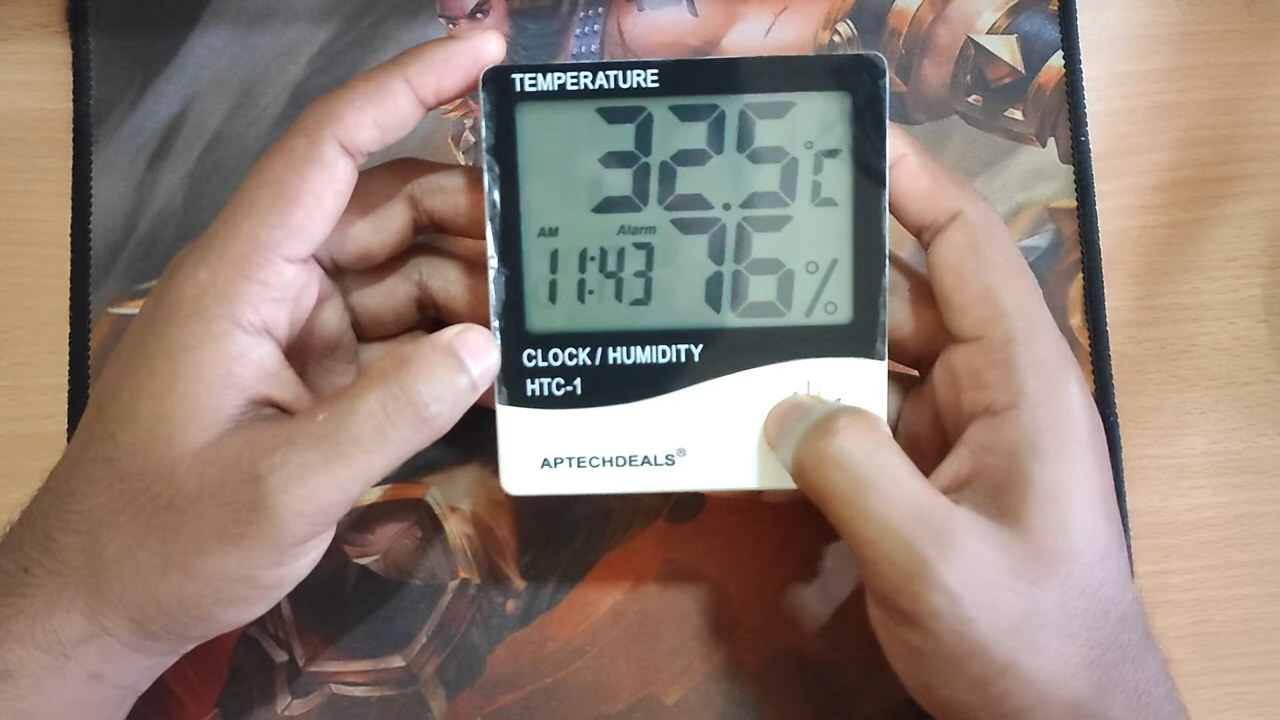 TEMPERATURE
32.5°C
AM Alarm
11:43 76%
CLOCK / HUMIDITY
HTC-1
APTECHDEALS®